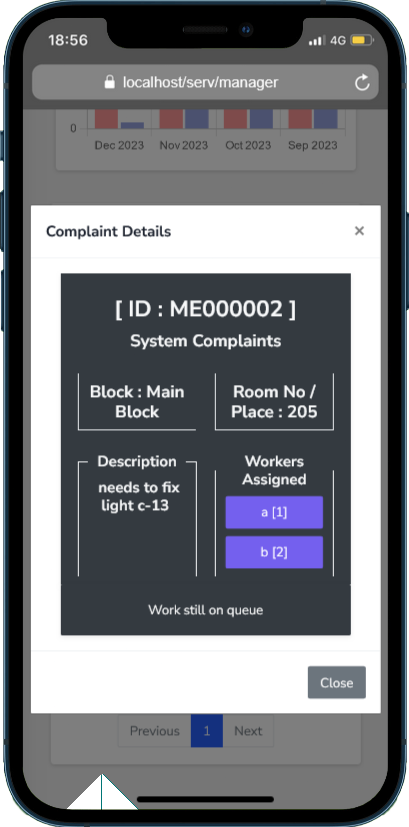 18:56
4G
localhost/serv/manager
0
Dec 2023 Nov 2023 Oct 2023 Sep 2023
Complaint Details ×
[ ID : ME000002 ]
System Complaints
Block : Main
Block
Room No /
Place : 205
Description
needs to fix
light c-13
Workers
Assigned
a [1]
b [2]
Work still on queue
Close
Previous 1 Next